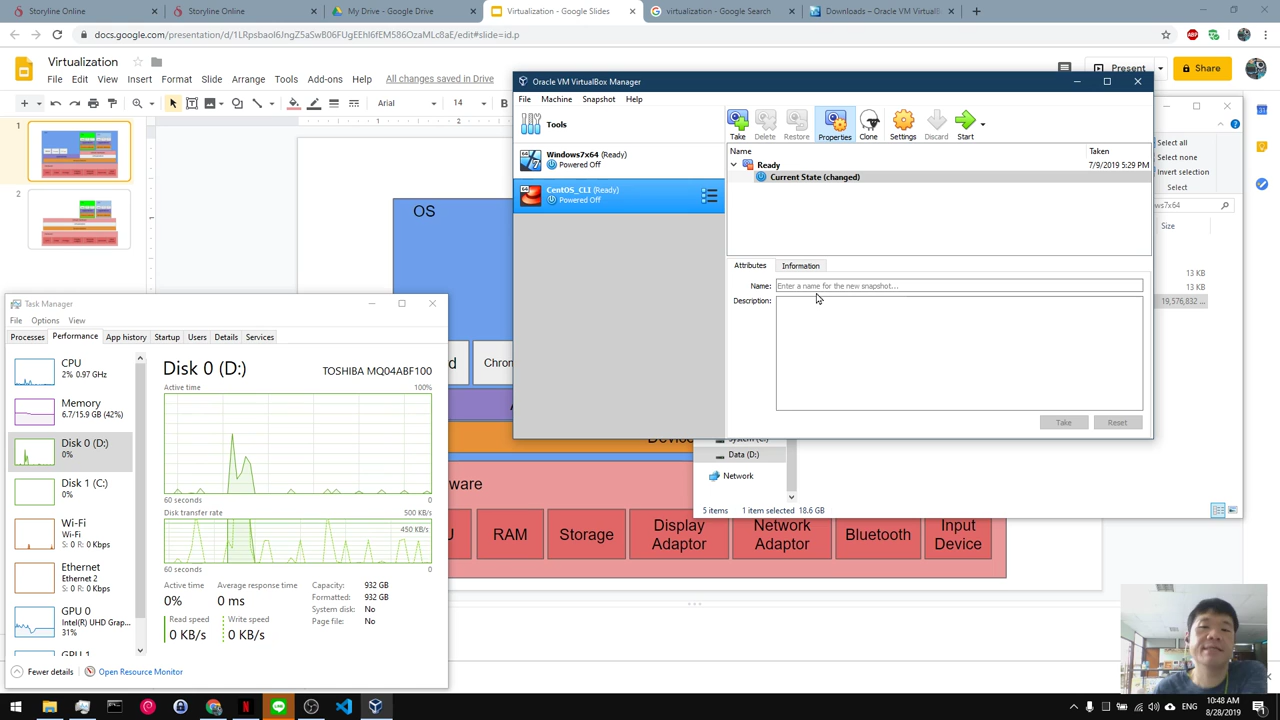 Storyline Online
Storyline Online
My Drive - Google Drive
Virtualization - Google Slides
virtualization - Google Search
Downloads – Oracle VM VirtualB
Virtualization
File Edit View Insert Format Slide Arrange Tools Add-ons Help All changes saved in Drive
Present
Share
Arial
14
B
1
2
OS
Chrom
ware
RAM
Storage
Display
Adaptor
Network
Adaptor
Bluetooth
Input
Device
Oracle VM VirtualBox Manager
File Machine Snapshot Help
Tools
Windows7x64 (Ready)
Powered Off
CentOS_CLI (Ready)
Powered Off
Take Delete Restore Properties Clone Settings Discard Start
Name Taken
Ready 7/9/2019 5:29 PM
Current State (changed)
Attributes Information
Name: Enter a name for the new snapshot...
Description:
Take Reset
Select all
Select none
Invert selection
Select
ws7x64
Size
13 KB
13 KB
19,576,832 ...
Data (D:)
Network
5 items 1 item selected 18.6 GB
Task Manager
File Options View
Processes Performance App history Startup Users Details Services
CPU
2% 0.97 GHz
Memory
6.7/15.9 GB (42%)
Disk 0 (D:)
0%
Disk 1 (C:)
0%
Wi-Fi
Wi-Fi
S: 0 R: 0 Kbps
Ethernet
Ethernet 2
S: 0 R: 0 Kbps
GPU 0
Intel(R) UHD Grap...
31%
GPU 1
Disk 0 (D:) TOSHIBA MQ04ABF100
Active time 100%
60 seconds 0
Disk transfer rate 500 KB/s
450 KB/s
60 seconds 0
Active time Average response time
0% 0 ms
Read speed Write speed
0 KB/s 0 KB/s
Capacity: 932 GB
Formatted: 932 GB
System disk: No
Page file: No
Fewer details Open Resource Monitor
10:48 AM
8/28/2019